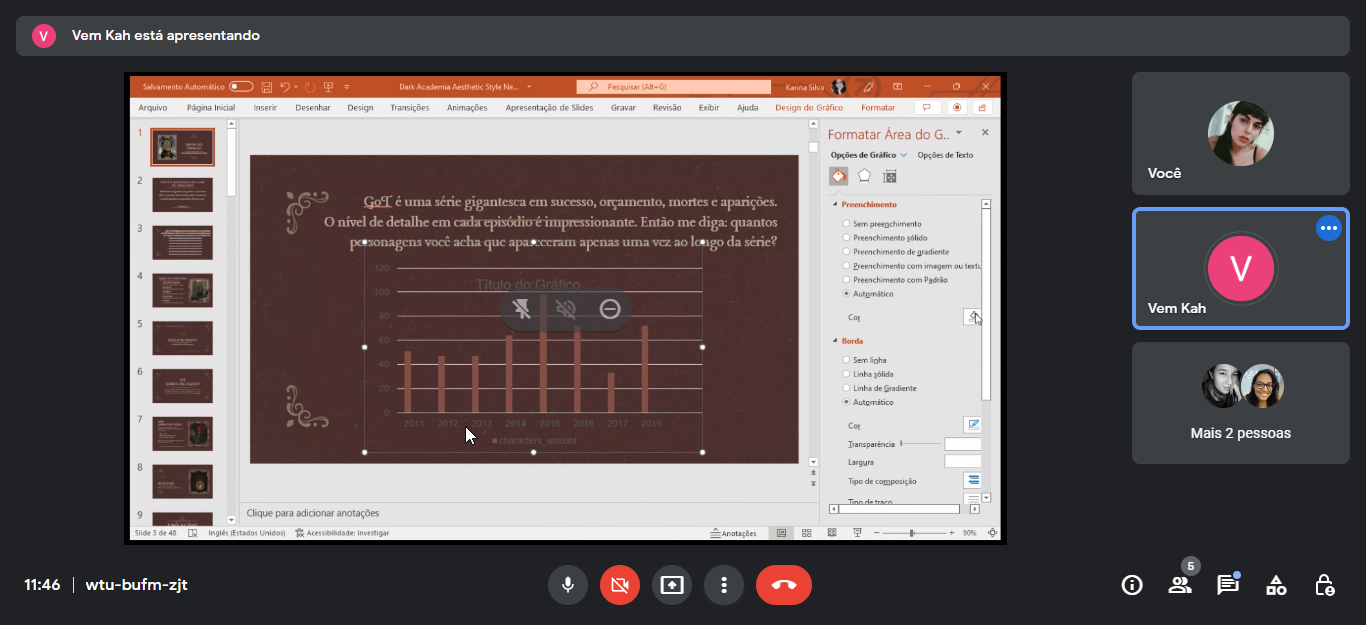 V
Vem Kah está apresentando
Salvamento Automático
Dark Academia Aesthetic Style Ne...
Pesquisar (Alt+G)
Karina Silva
Arquivo
Página Inicial
Inserir
Desenhar
Design
Transições
Animações
Apresentação de Slides
Gravar
Revisão
Exibir
Ajuda
Design do Gráfico
Formatar
1
2
3
4
5
6
7
8
9
GoT é uma série gigantesca em sucesso, orçamento, mortes e aparições.
O nível de detalhe em cada episódio é impressionante. Então me diga: quantos
personagens você acha que apareceram apenas uma vez ao longo da série?
Título do Gráfico
120
100
80
60
40
20
0
2011 2012 2013 2014 2015 2016 2017 2019
characters_amount
Clique para adicionar anotações
Formatar Área do G..
Opções de Gráfico
Opções de Texto
Preenchimento
Sem preenchimento
Preenchimento sólido
Preenchimento de gradiente
Preenchimento com imagem ou textu
Preenchimento com Padrão
Automático
Cor
Borda
Sem linha
Linha sólida
Linha de Gradiente
Automático
Cor
Transparência
Largura
Tipo de composição
Tipo de traço
Slide 3 de 48
Inglês (Estados Unidos)
Acessibilidade: investigar
Anotações
90%
Você
V
Vem Kah
Mais 2 pessoas
11:46
wtu-bufm-zjt
5